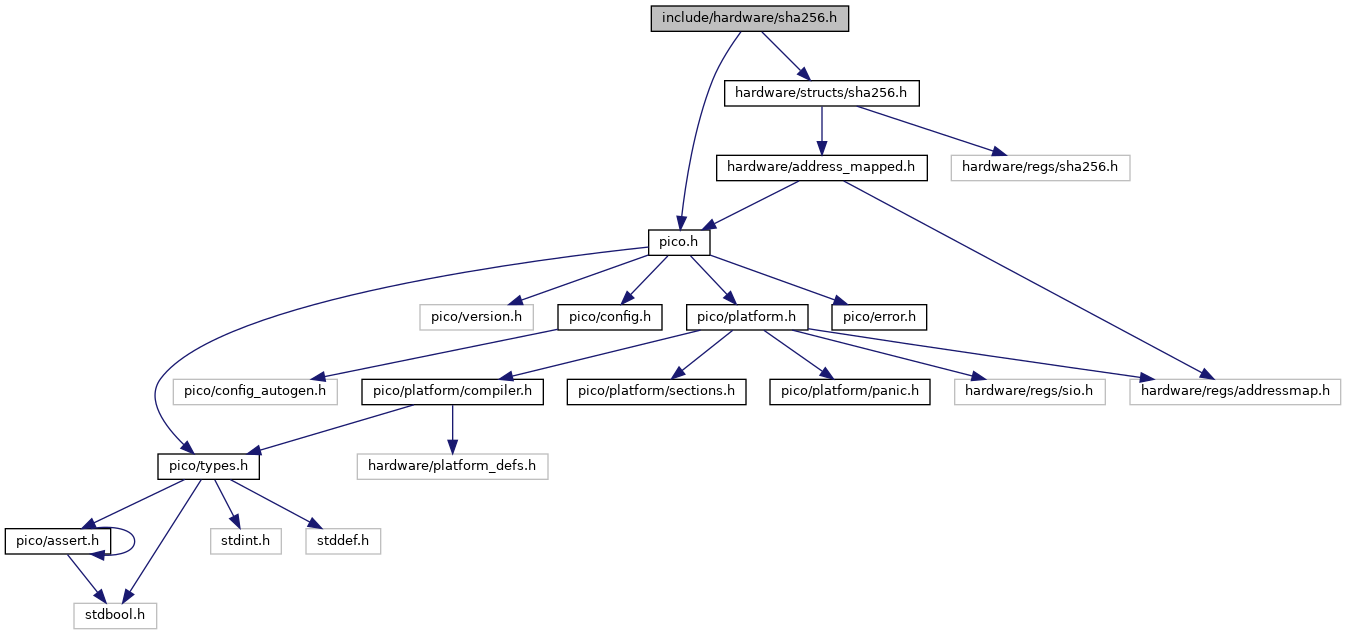 include/hardware/sha256.h
hardware/structs/sha256.h
hardware/address_mapped.h
hardware/regs/sha256.h
pico.h
pico/version.h
pico/config.h
pico/platform.h
pico/error.h
pico/config_autogen.h
pico/platform/compiler.h
pico/platform/sections.h
pico/platform/panic.h
hardware/regs/sio.h
hardware/regs/addressmap.h
pico/types.h
hardware/platform_defs.h
pico/assert.h
stdint.h
stddef.h
stdbool.h